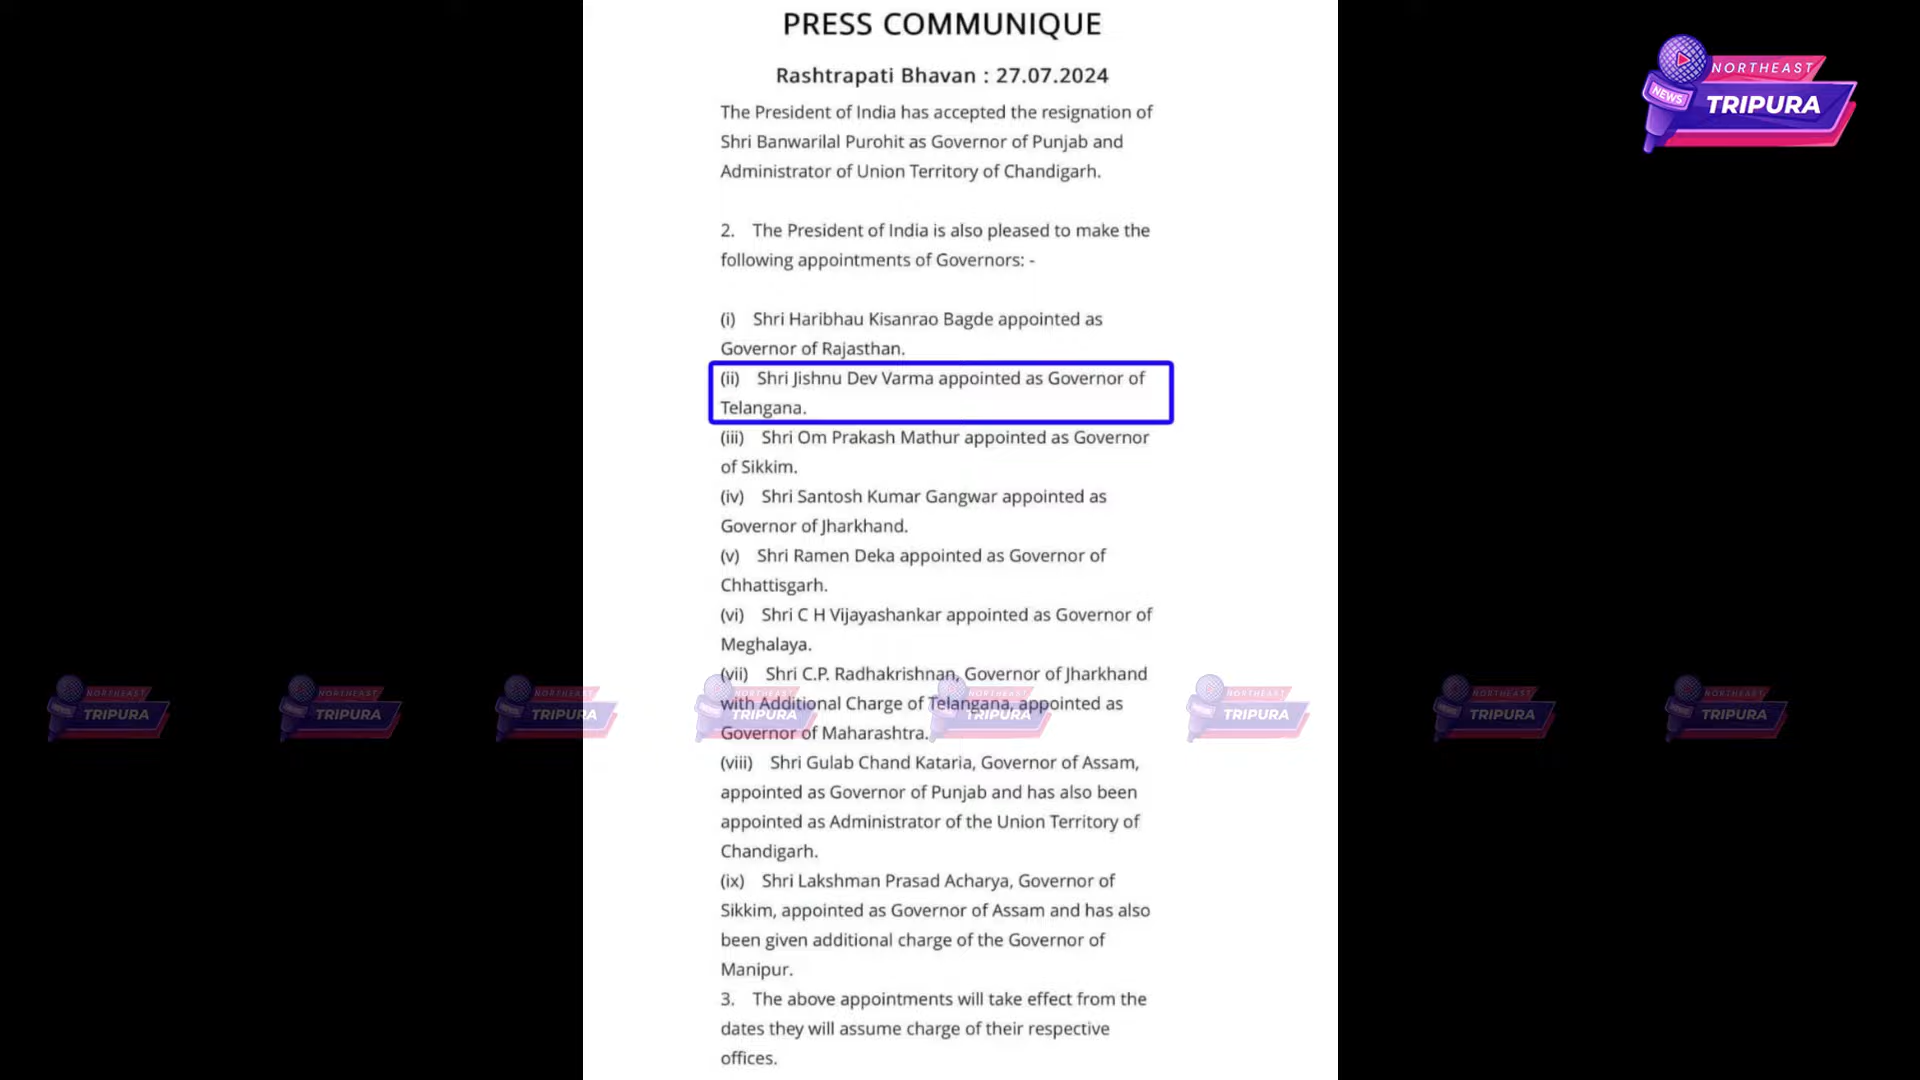 PRESS COMMUNIQUE
Rashtrapati Bhavan : 27.07.2024
The President of India has accepted the resignation of
Shri Banwarilal Purohit as Governor of Punjab and
Administrator of Union Territory of Chandigarh.
2. The President of India is also pleased to make the
following appointments of Governors: -
(i) Shri Haribhau Kisanrao Bagde appointed as
Governor of Rajasthan.
(ii) Shri Jishnu Dev Varma appointed as Governor of
Telangana.
(iii) Shri Om Prakash Mathur appointed as Governor
of Sikkim.
(iv) Shri Santosh Kumar Gangwar appointed as
Governor of Jharkhand.
(v) Shri Ramen Deka appointed as Governor of
Chhattisgarh.
(vi) Shri C H Vijayashankar appointed as Governor of
Meghalaya.
(vii) Shri C.P. Radhakrishnan, Governor of Jharkhand
with Additional Charge of Telangana, appointed as
Governor of Maharashtra.
(viii) Shri Gulab Chand Kataria, Governor of Assam,
appointed as Governor of Punjab and has also been
appointed as Administrator of the Union Territory of
Chandigarh.
(ix) Shri Lakshman Prasad Acharya, Governor of
Sikkim, appointed as Governor of Assam and has also
been given additional charge of the Governor of
Manipur.
3. The above appointments will take effect from the
dates they will assume charge of their respective
offices.
NORTHEAST
NEWS
TRIPURA
NORTHEAST
TRIPURA
NORTHEAST
TRIPURA
NORTHEAST
TRIPURA
NORTHEAST
TRIPURA
NORTHEAST
TRIPURA
NORTHEAST
TRIPURA
NORTHEAST
TRIPURA
NORTHEAST
TRIPURA